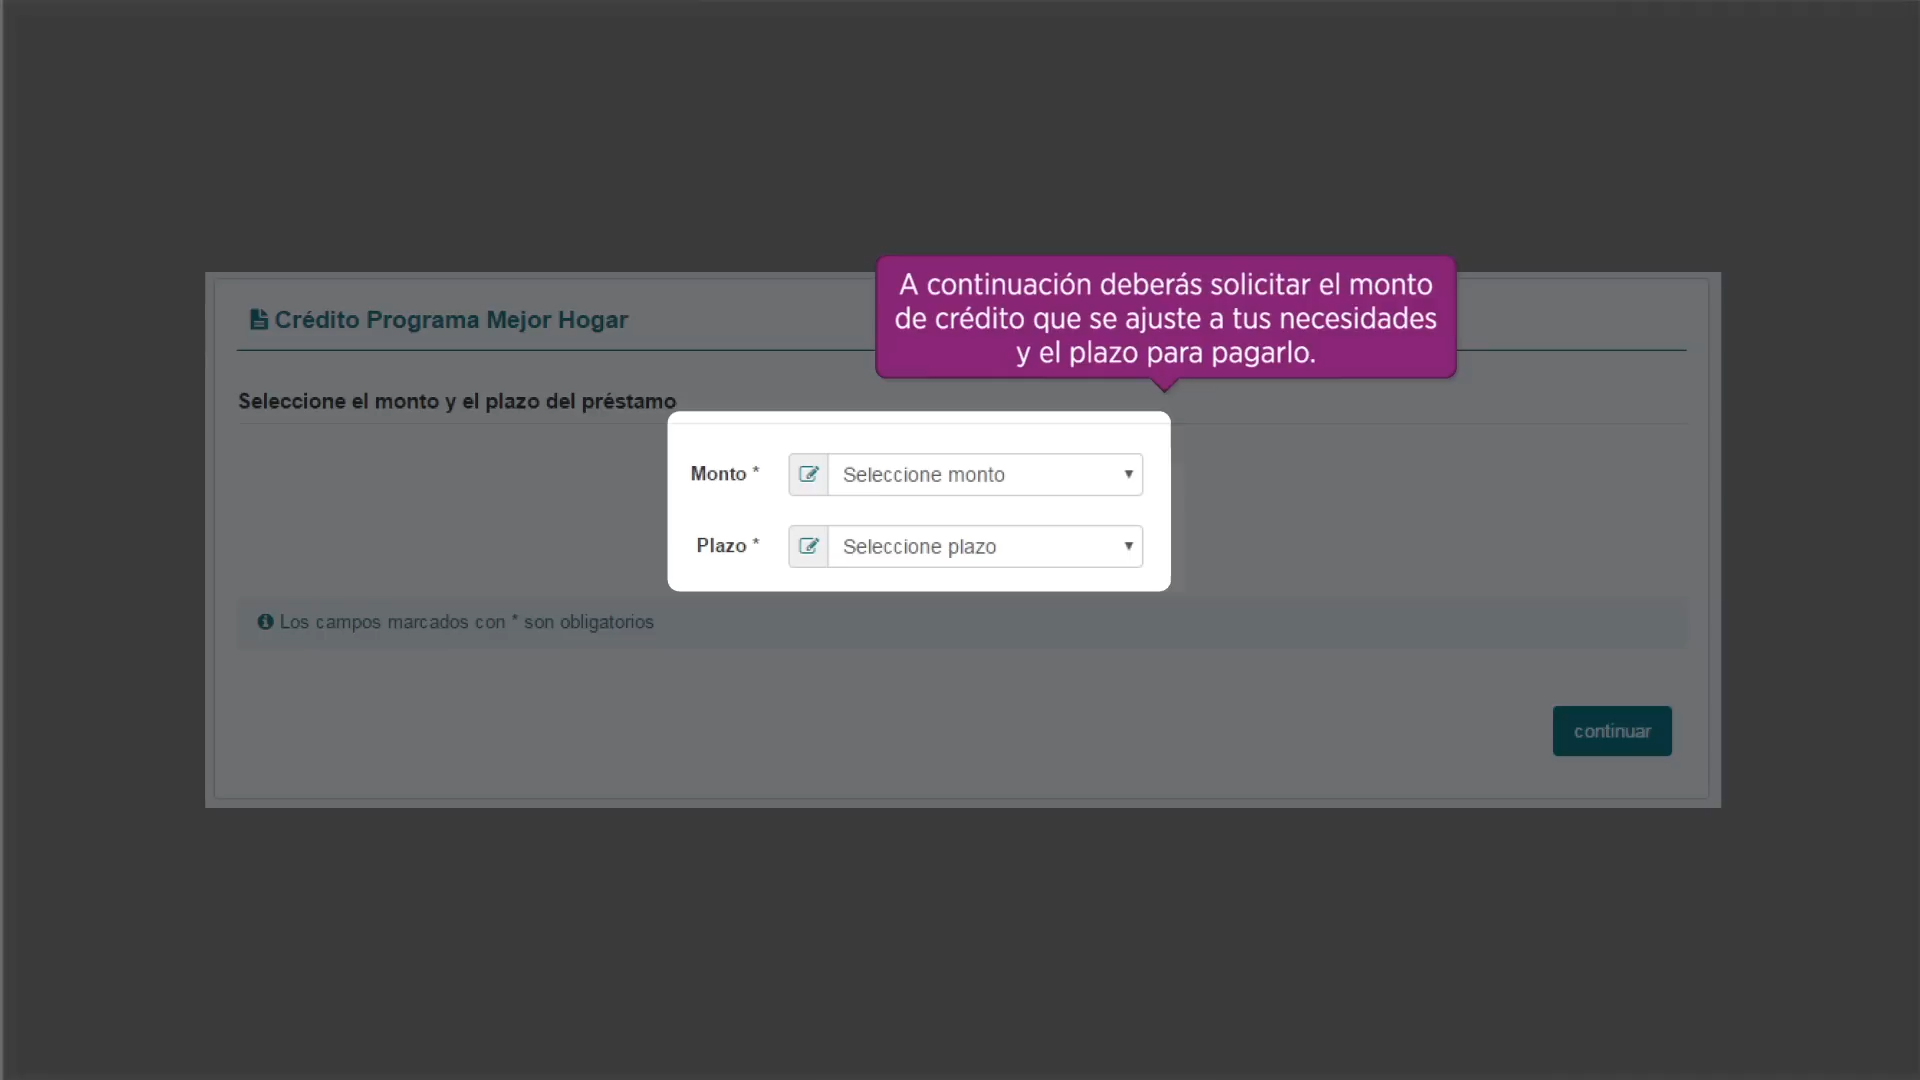 A continuación deberás solicitar el monto
de crédito que se ajuste a tus necesidades
y el plazo para pagarlo.
Crédito Programa Mejor Hogar
Seleccione el monto y el plazo del préstamo
Monto * Seleccione monto
Plazo * Seleccione plazo
Los campos marcados con * son obligatorios
continuar